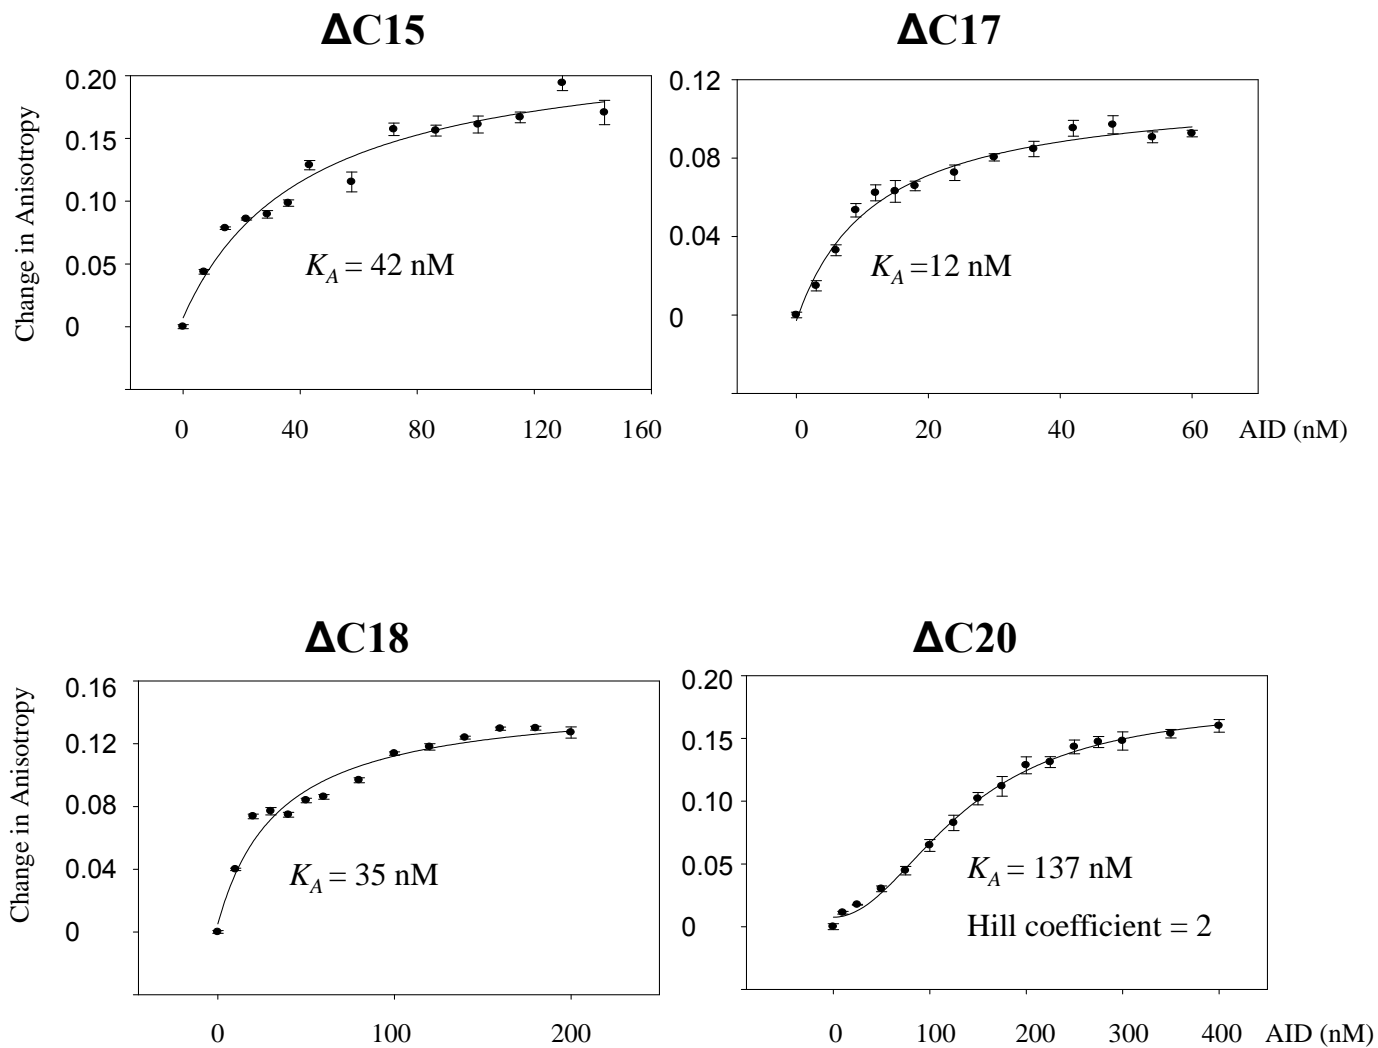 ΔC15
0.20
0.15
0.10
0.05
0
Change in Anisotropy
K_A = 42 nM
0 40 80 120 160
ΔC17
0.12
0.08
0.04
0
K_A =12 nM
0 20 40 60 AID (nM)
ΔC18
0.16
0.12
0.08
0.04
0
Change in Anisotropy
K_A = 35 nM
0 100 200
ΔC20
0.20
0.15
0.10
0.05
0
K_A = 137 nM
Hill coefficient = 2
0 100 200 300 400 AID (nM)